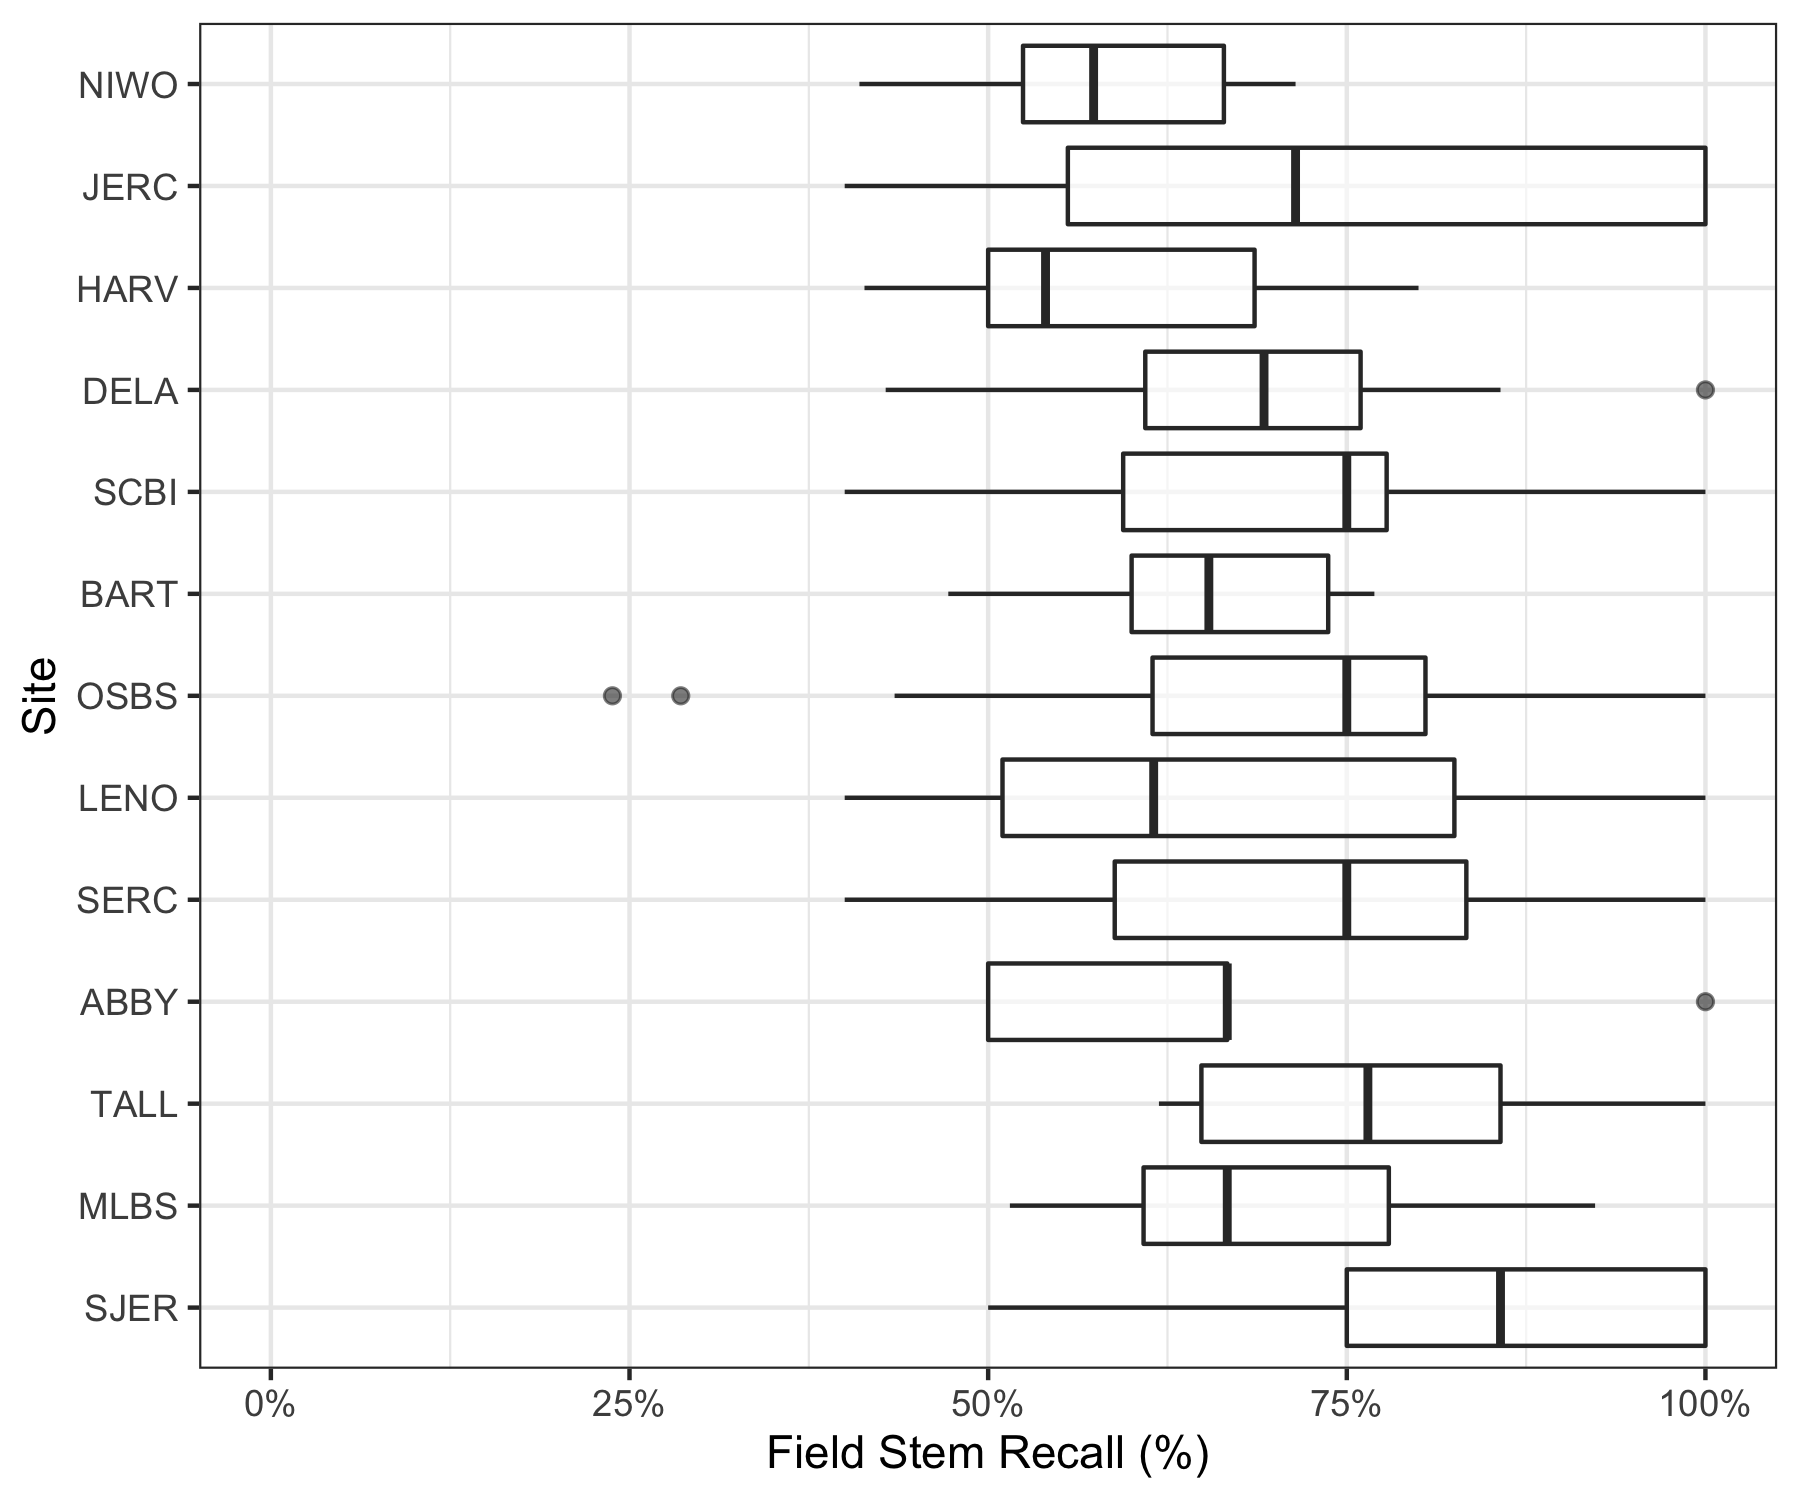 NIWO
JERC
HARV
DELA
SCBI
BART
OSBS
LENO
SERC
ABBY
TALL
MLBS
SJER
Site
0% 25% 50% 75% 100%
Field Stem Recall (%)